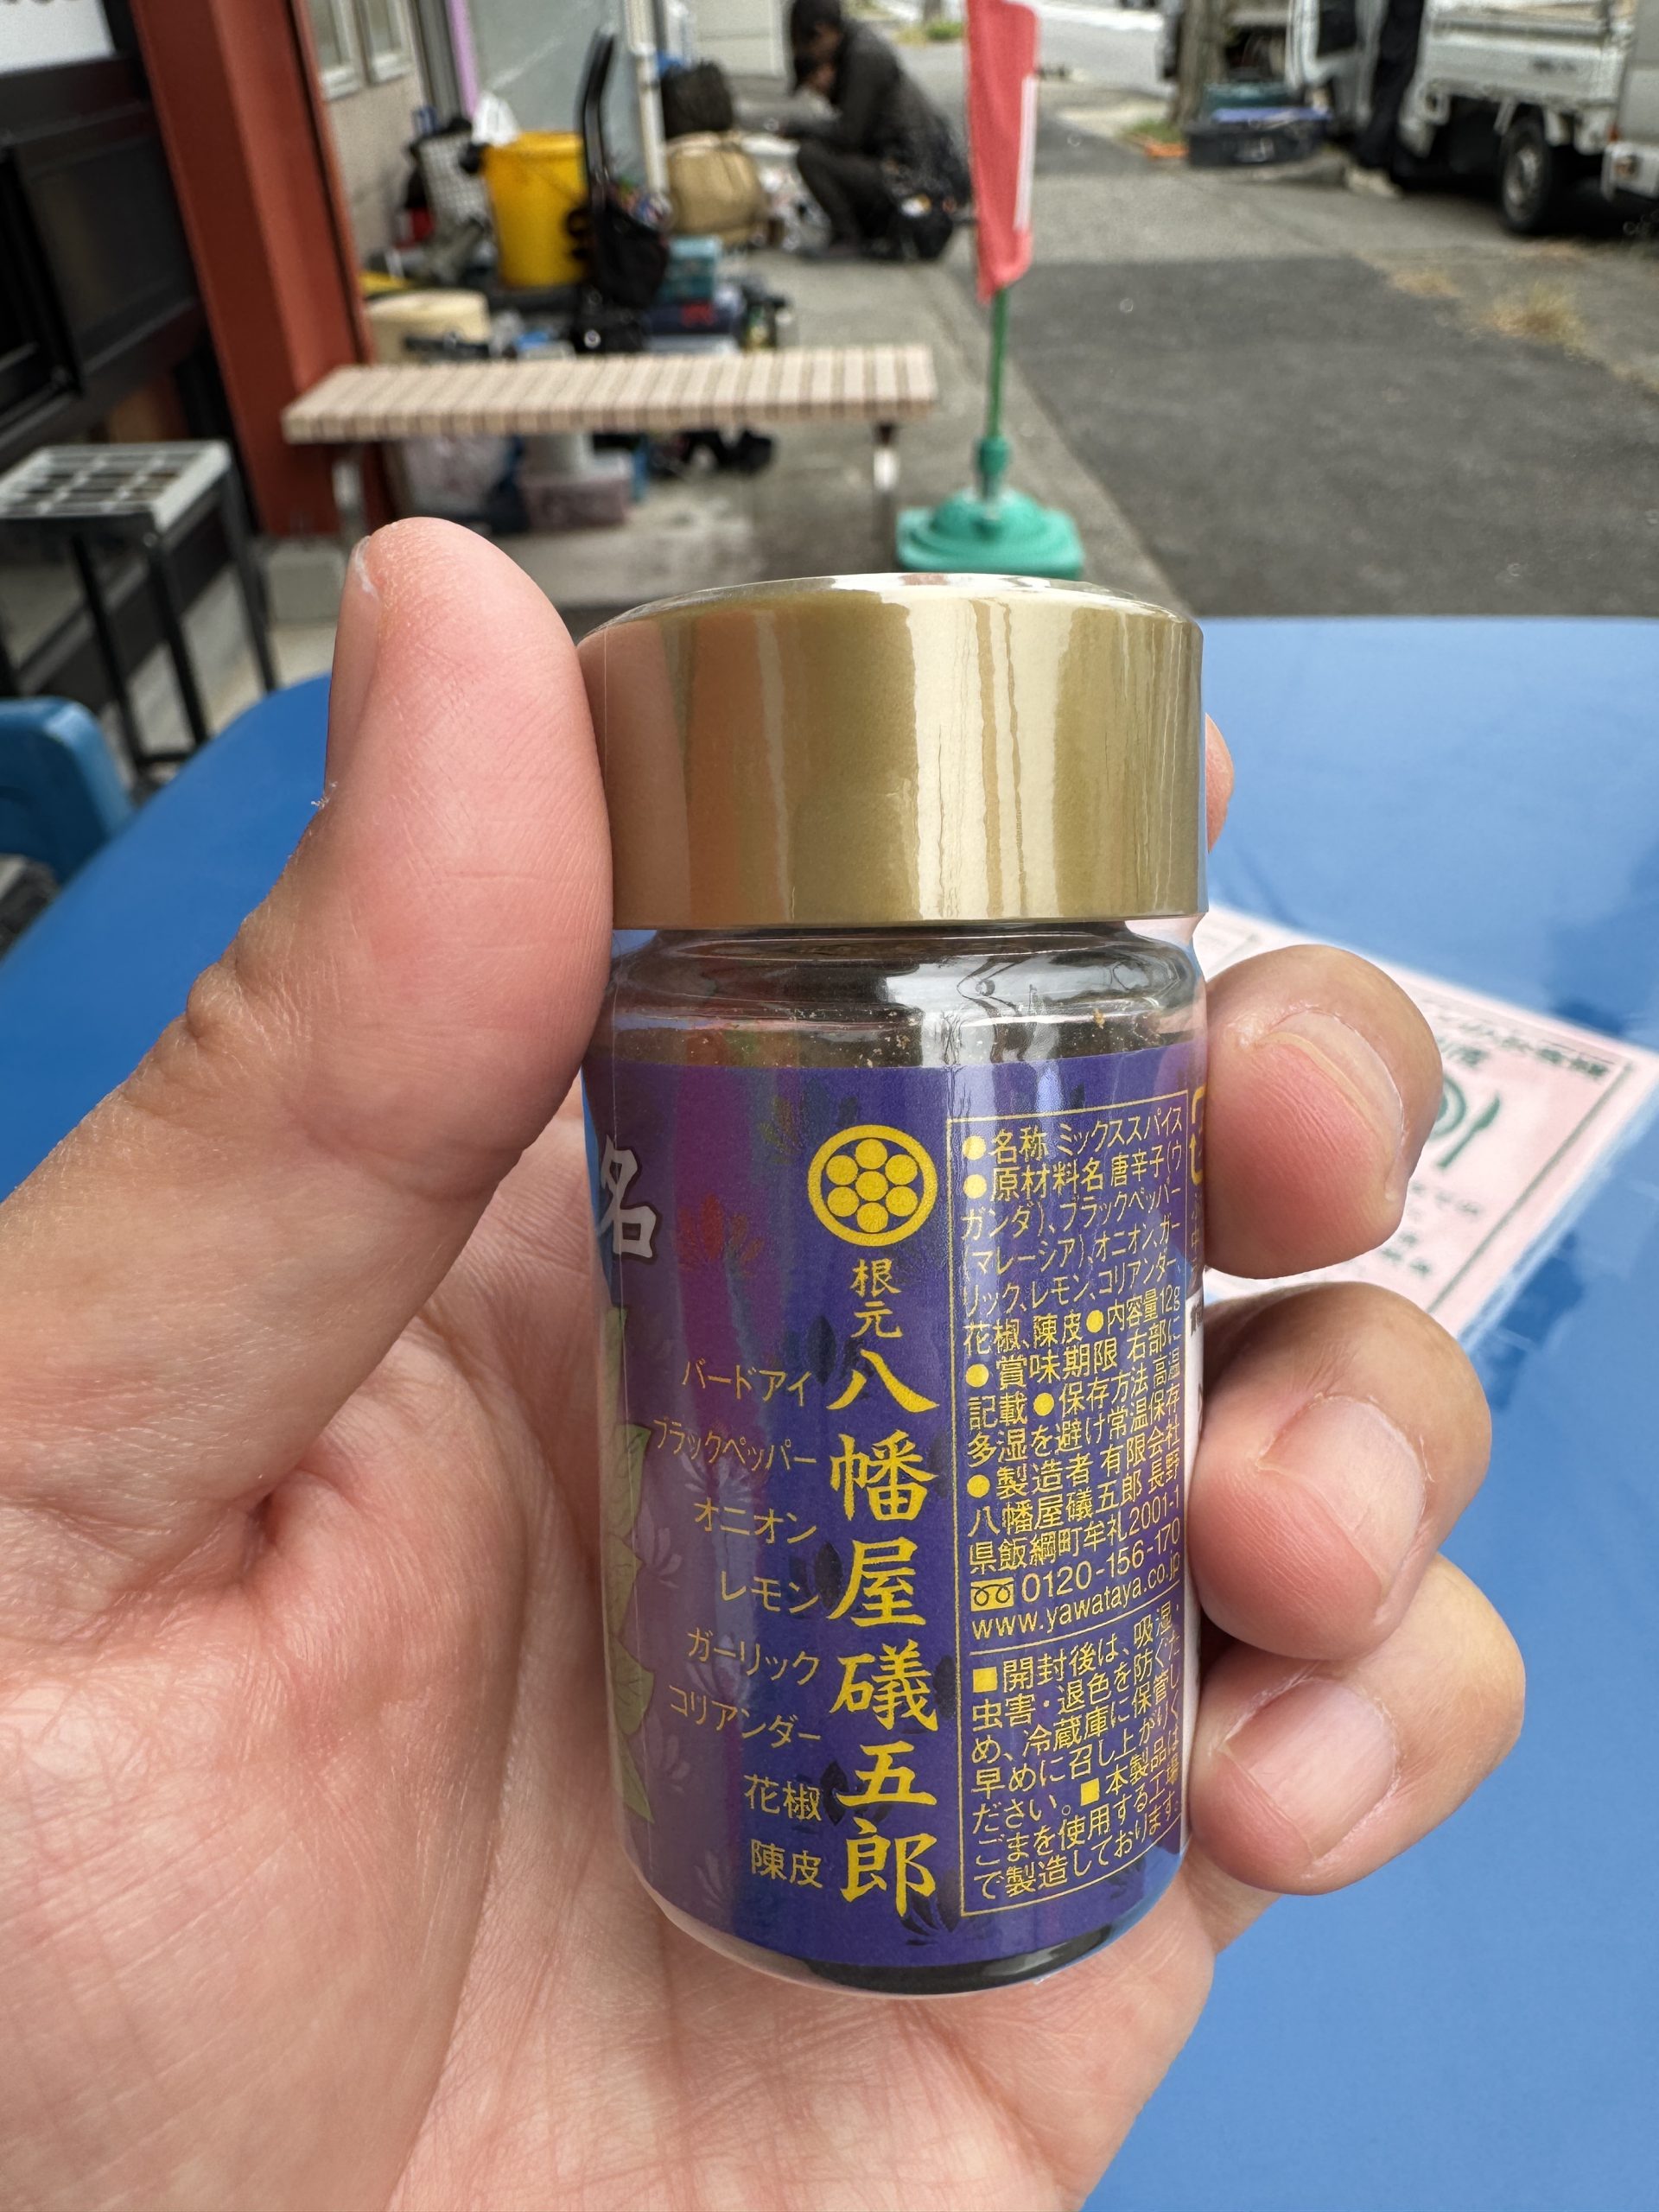 名
根元
八幡屋礒五郎
バードアイ
ブラックペッパー
オニオン
レモン
ガーリック
コリアンダー
花椒
陳皮
●名称 ミックススパイス
●原材料名 唐辛子(ウ
ガンダ)、ブラックペッパー
(マレーシア)、オニオン、ガー
リック、レモン、コリアンダー、
花椒、陳皮●内容量12g
●賞味期限 右部に
記載●保存方法 高温
多湿を避け常温保存
●製造者 有限会社
八幡屋礒五郎 長野
県飯綱町牟礼2001-1
0120-156-170
www.yawataya.co.jp
■開封後は、吸湿・
虫害・退色を防ぐた
め、冷蔵庫に保管し
早めに召し上がりく
ださい。■本製品は
ごまを使用する工場
で製造しております。